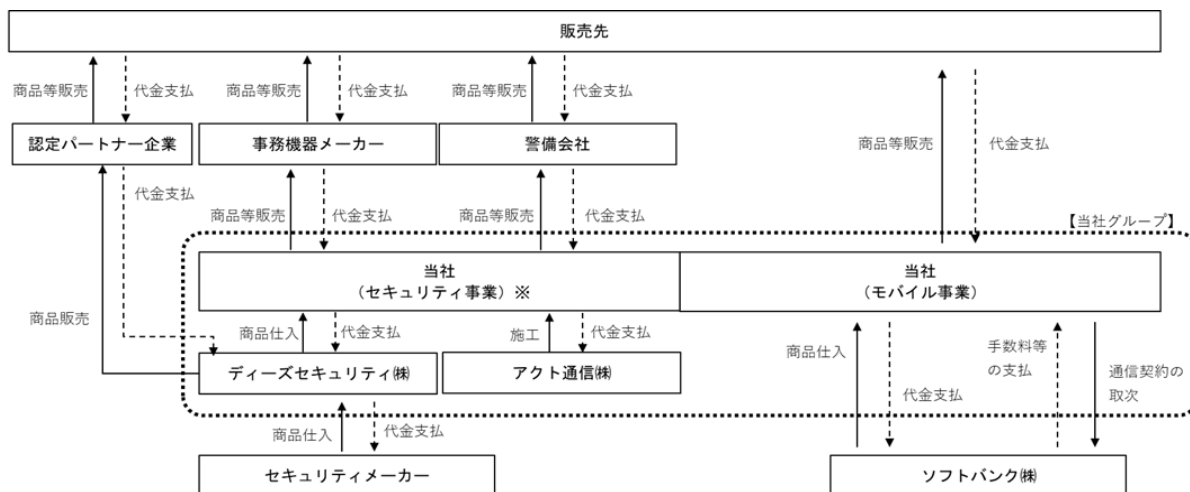 販売先
商品等販売
代金支払
商品等販売
代金支払
商品等販売
代金支払
商品等販売
代金支払
認定パートナー企業
事務機器メーカー
警備会社
代金支払
商品等販売
代金支払
商品等販売
代金支払
【当社グループ】
当社
（セキュリティ事業）※
当社
（モバイル事業）
商品販売
商品仕入
代金支払
施工
代金支払
商品仕入
代金支払
手数料等
の支払
通信契約の
取次
ディーズセキュリティ㈱
アクト通信㈱
商品仕入
代金支払
セキュリティメーカー
ソフトバンク㈱